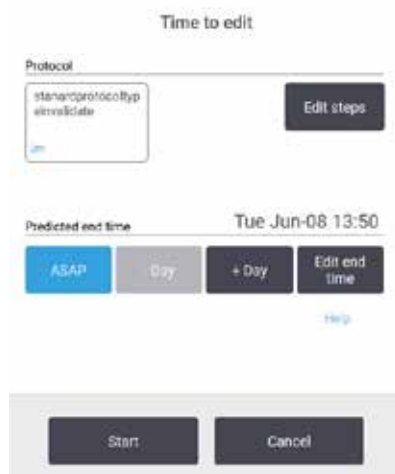 Time to edit
Protocol
stanardprotocoltyp
einvalidate
Edit steps
Predicted end time
Tue Jun-08 13:50
ASAP
Day
+ Day
Edit end
time
Help
Start
Cancel